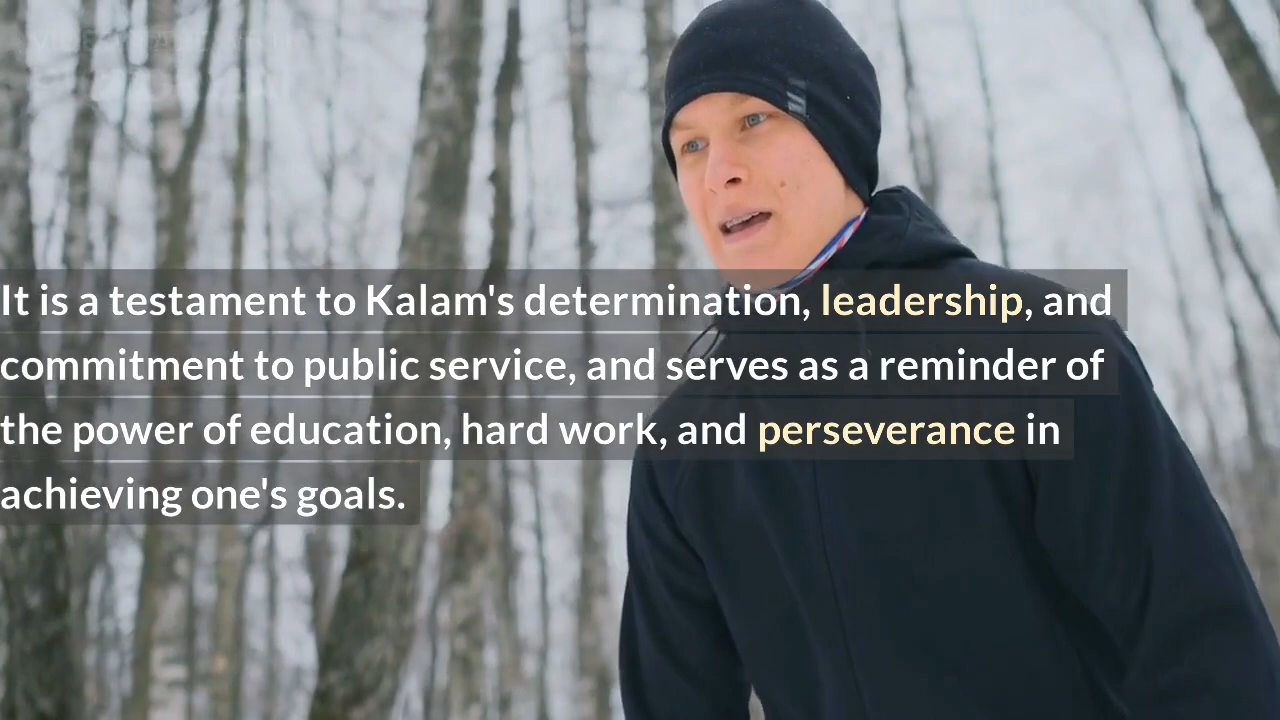 It is a testament to Kalam's determination, leadership, and
commitment to public service, and serves as a reminder of
the power of education, hard work, and perseverance in
achieving one's goals.